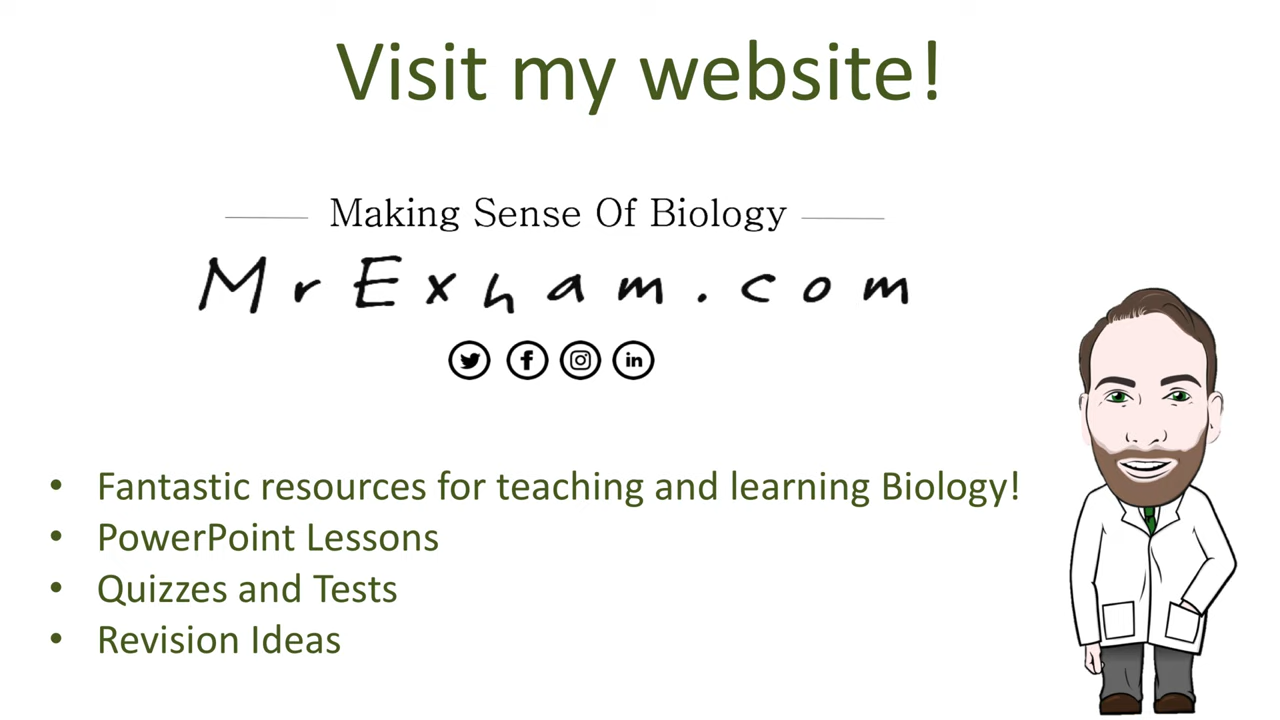 Visit my website!
Making Sense Of Biology
MrExham.com
• Fantastic resources for teaching and learning Biology!
• PowerPoint Lessons
• Quizzes and Tests
• Revision Ideas